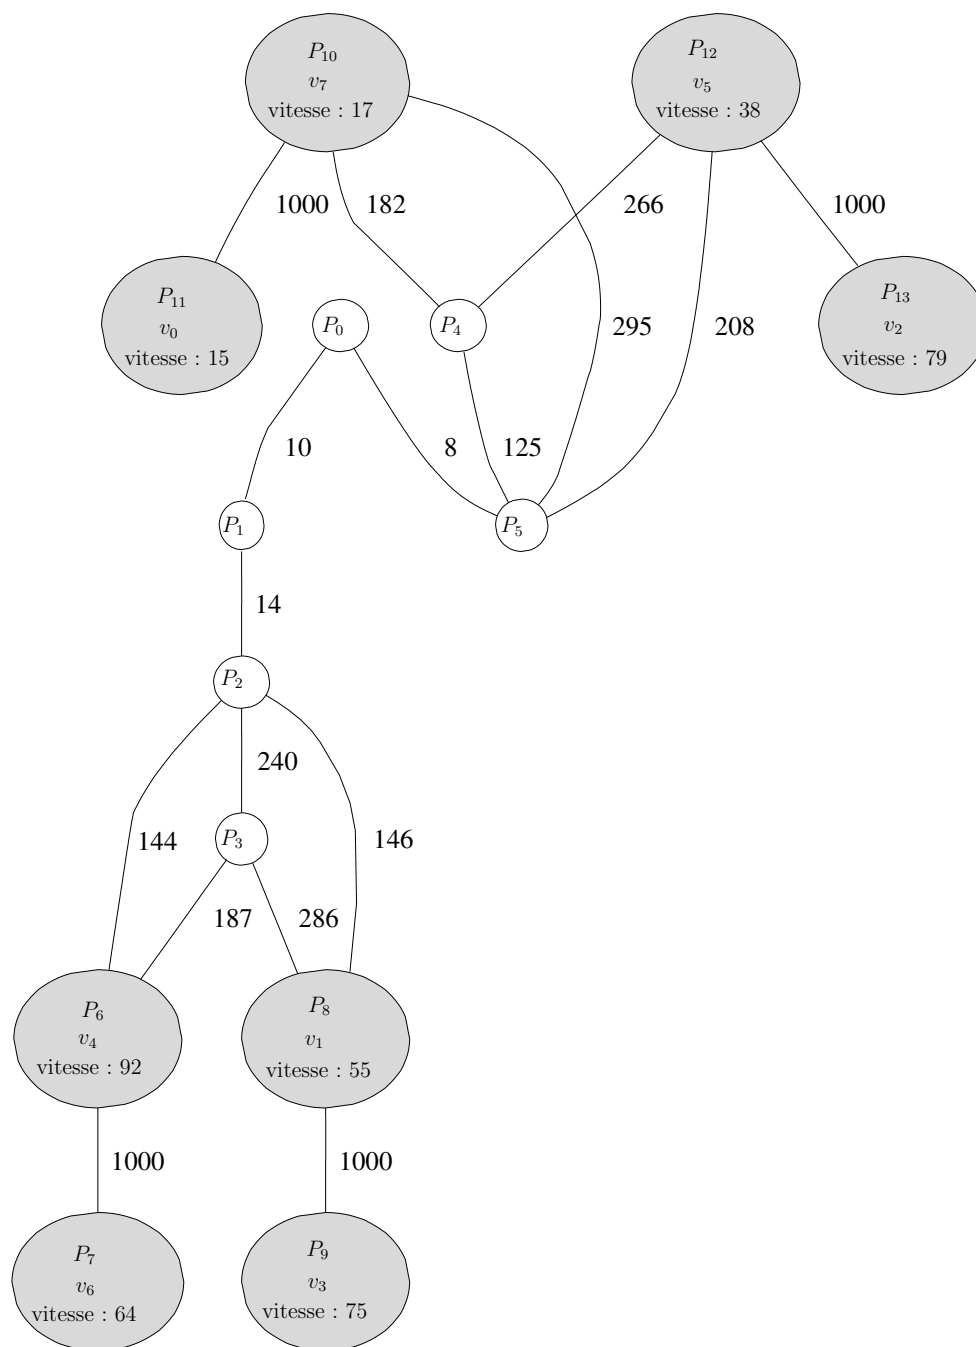 P10
v7
vitesse : 17
P12
v5
vitesse : 38
1000
182
266
1000
P11
v0
vitesse : 15
P0
P4
295
208
P13
v2
vitesse : 79
10
8
125
P1
P5
14
P2
240
144
P3
146
187
286
P6
v4
vitesse : 92
P8
v1
vitesse : 55
1000
1000
P7
v6
vitesse : 64
P9
v3
vitesse : 75